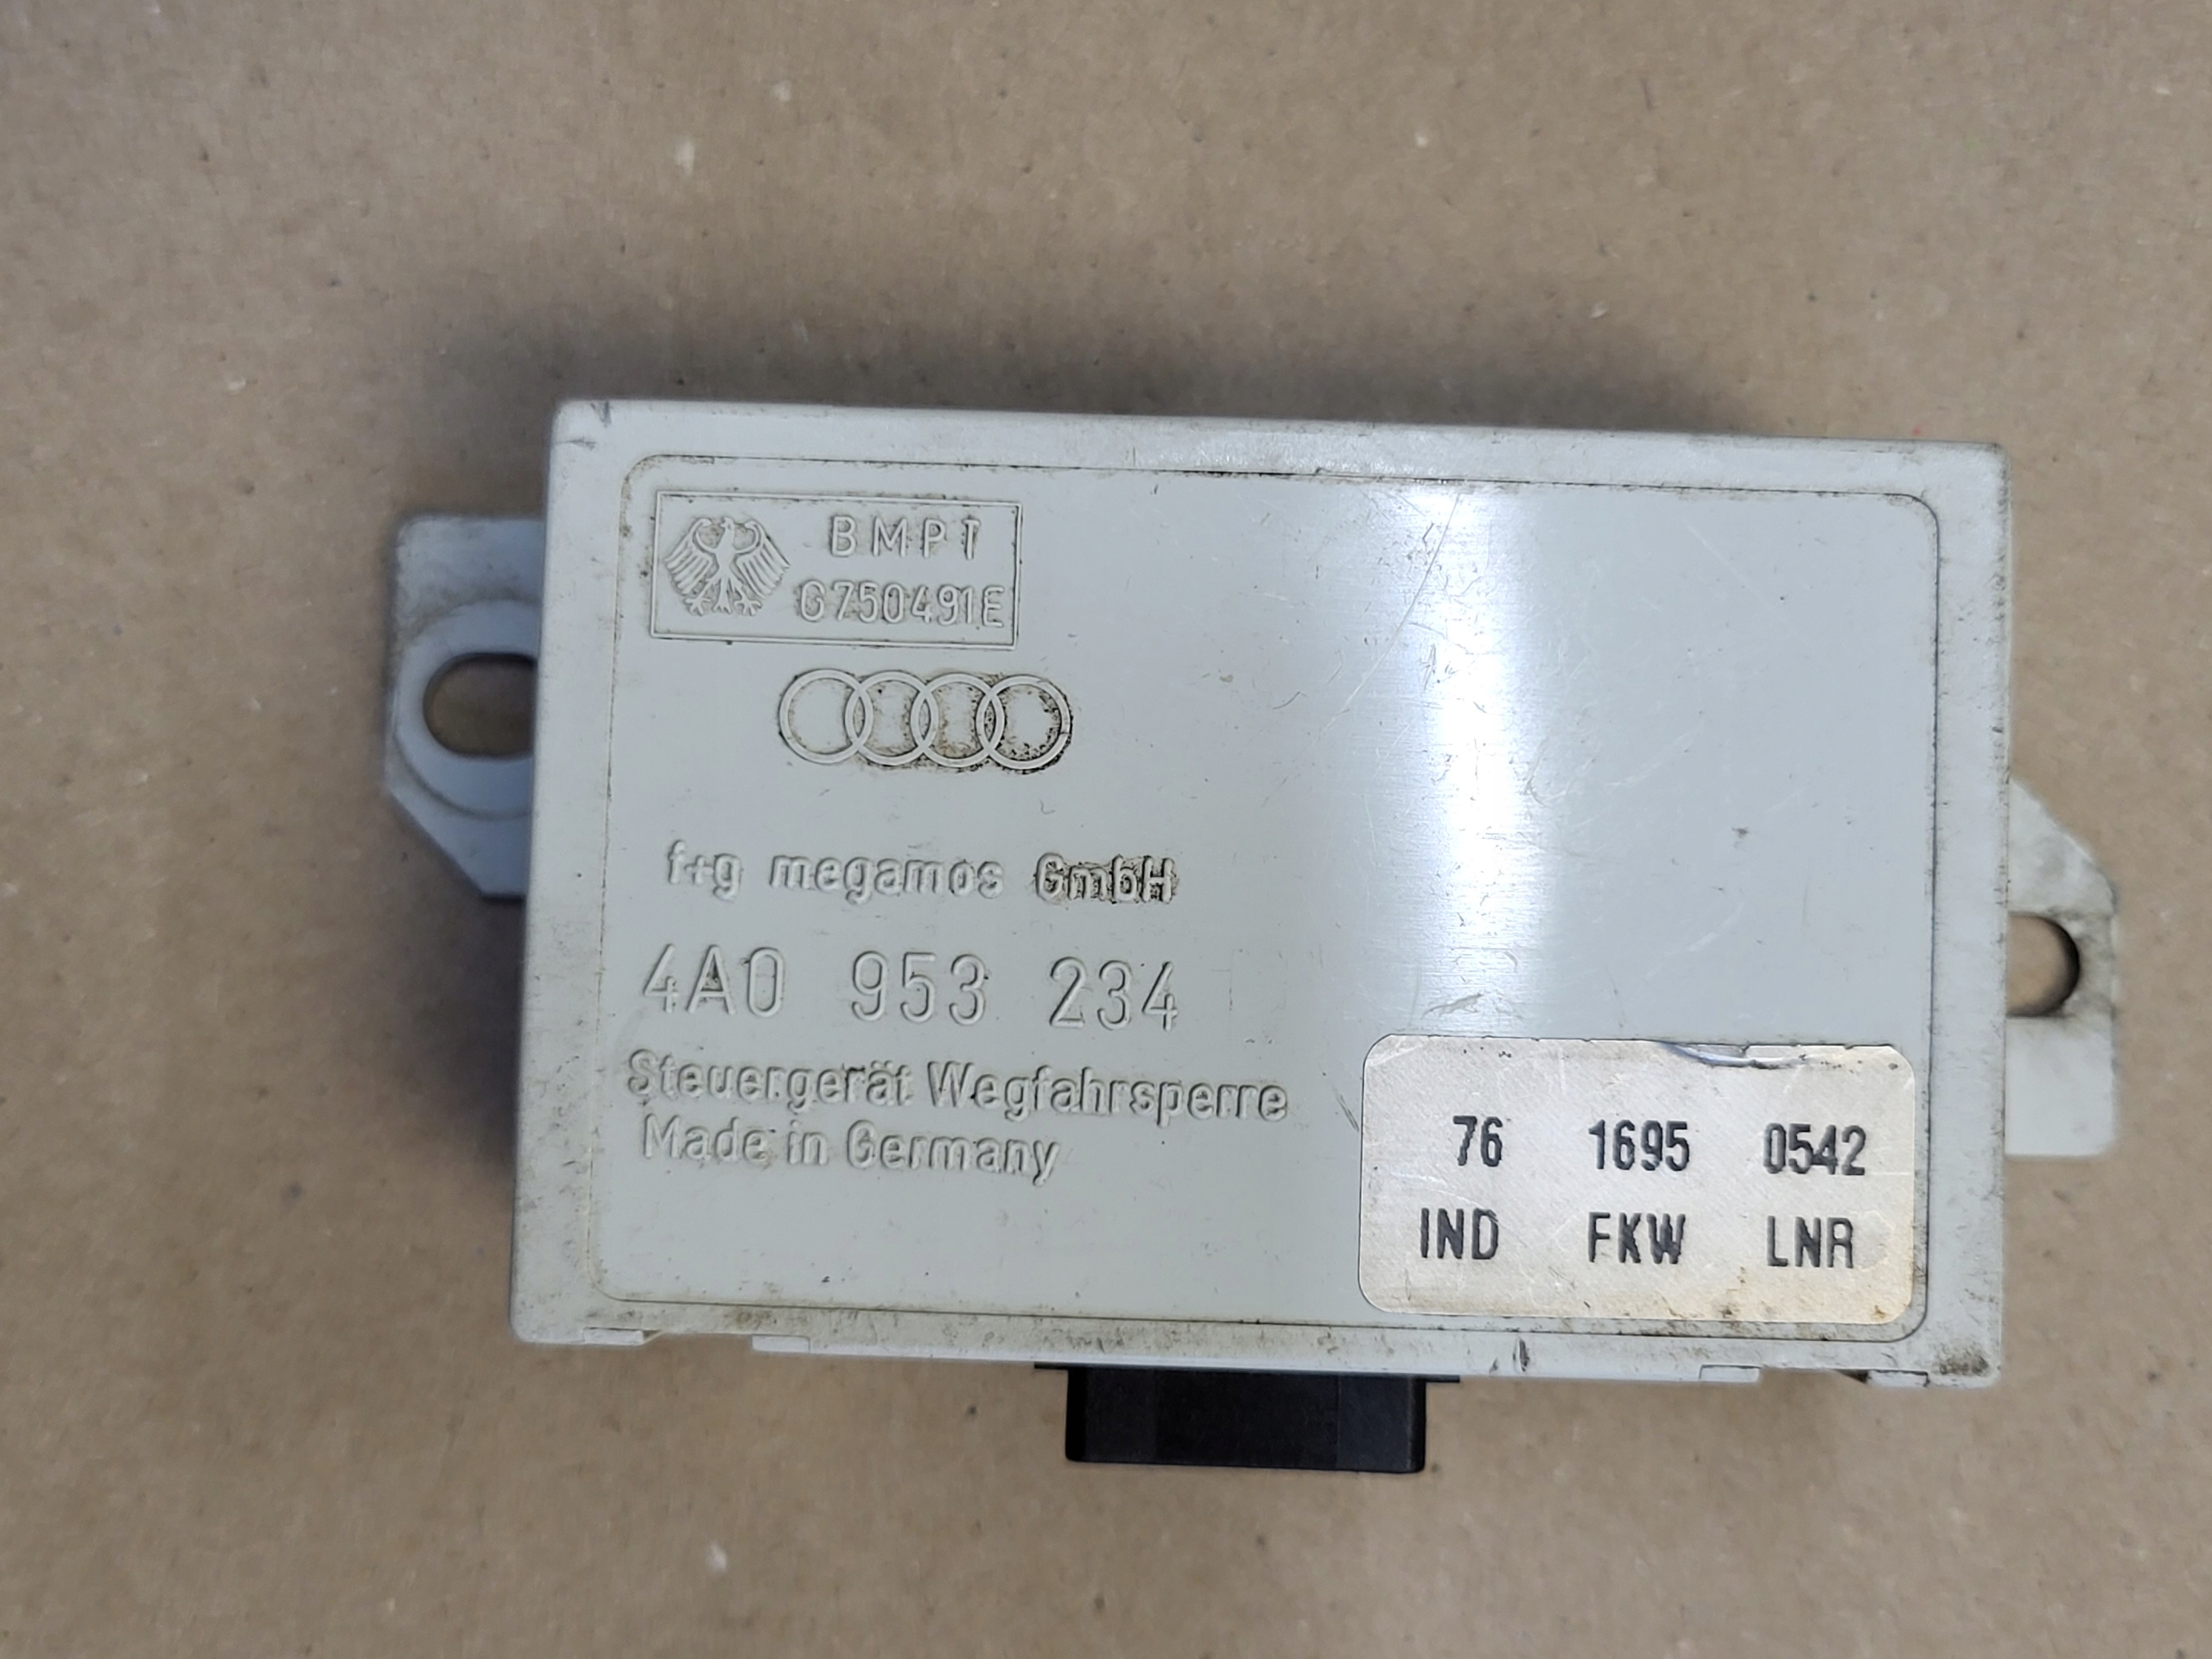 BMPT
G750491E
f+g megamos GmbH
4A0 953 234
Steuergerät Wegfahrsperre
Made in Germany
76 1695 0542
IND FKW LNR